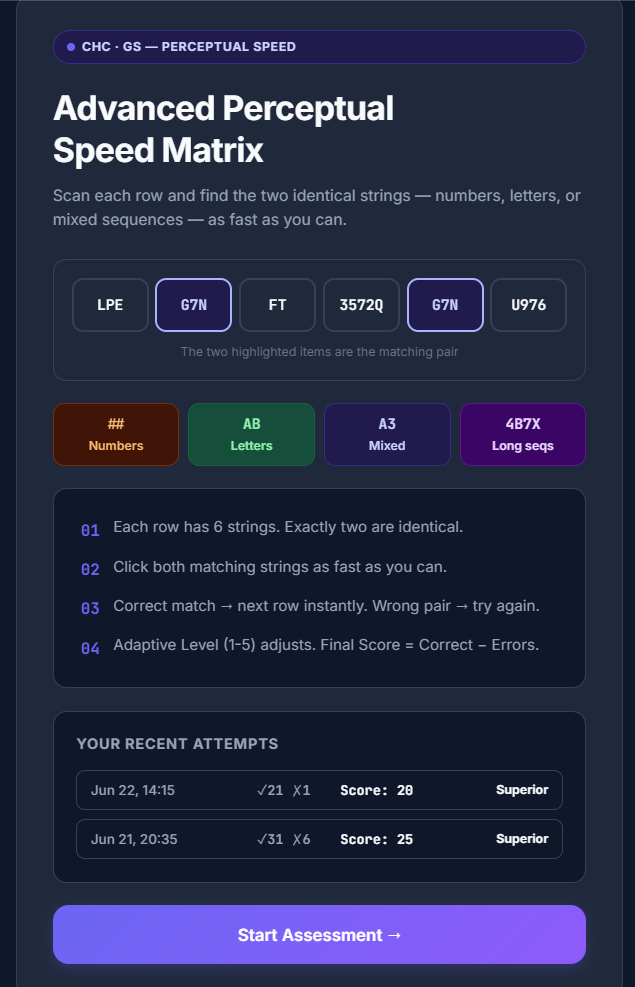 CHC · GS — PERCEPTUAL SPEED
Advanced Perceptual
Speed Matrix
Scan each row and find the two identical strings — numbers, letters, or
mixed sequences — as fast as you can.
LPE G7N FT 3572Q G7N U976
The two highlighted items are the matching pair
## AB A3 4B7X
Numbers Letters Mixed Long seqs
01 Each row has 6 strings. Exactly two are identical.
02 Click both matching strings as fast as you can.
03 Correct match → next row instantly. Wrong pair → try again.
04 Adaptive Level (1-5) adjusts. Final Score = Correct − Errors.
YOUR RECENT ATTEMPTS
Jun 22, 14:15 ✓21 ✗1 Score: 20 Superior
Jun 21, 20:35 ✓31 ✗6 Score: 25 Superior
Start Assessment →